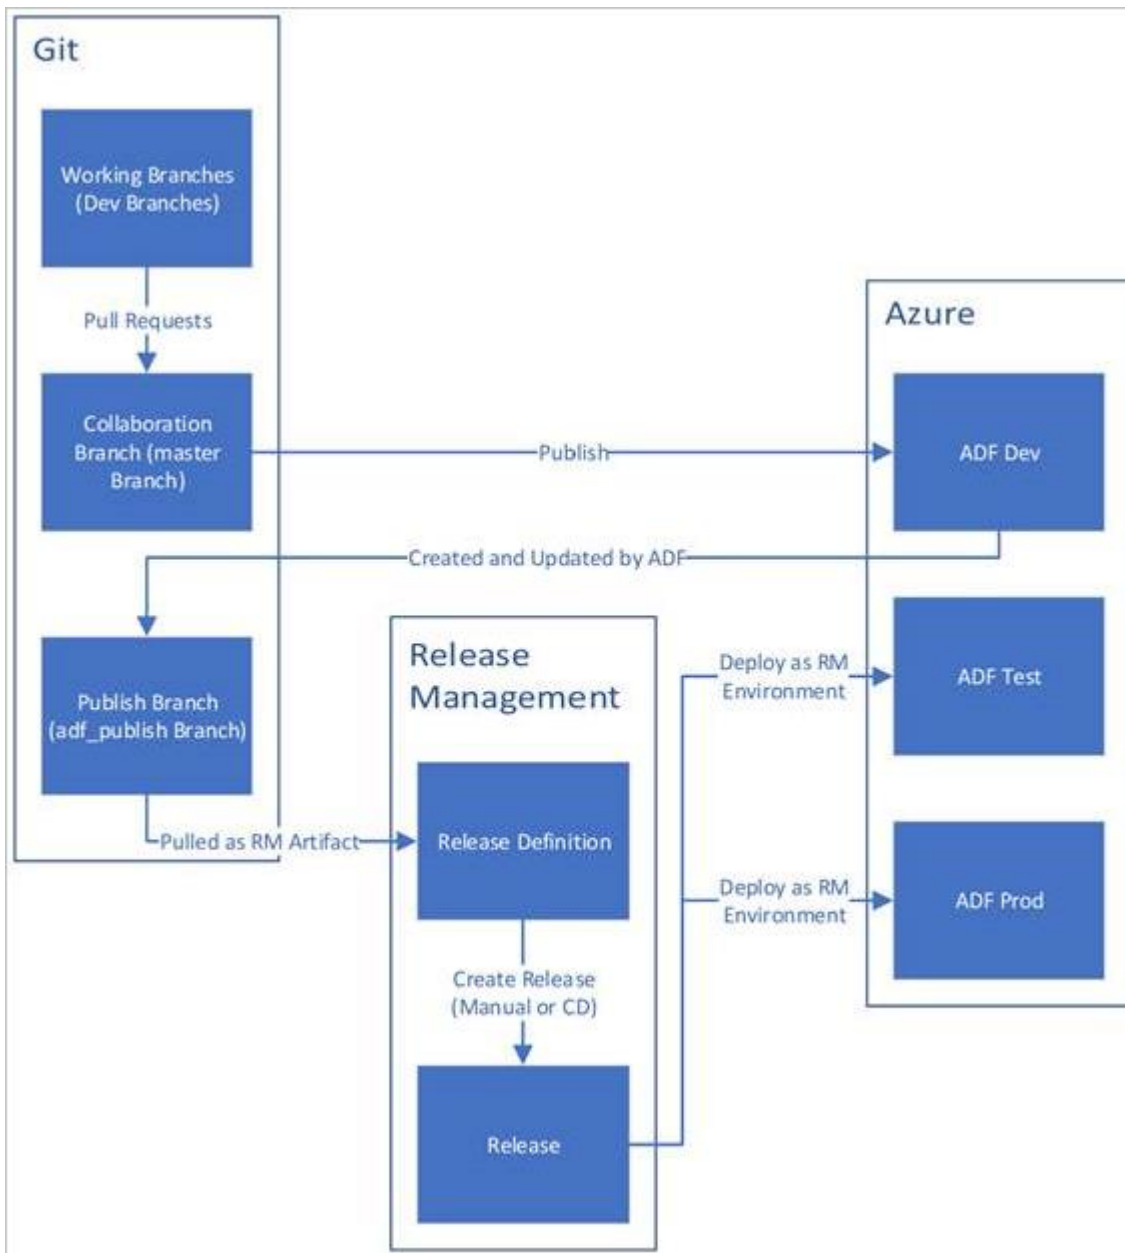 Git
Working Branches
(Dev Branches)
Pull Requests
Collaboration
Branch (master
Branch)
Publish
Azure
ADF Dev
Created and Updated by ADF
Publish Branch
(adf_publish Branch)
Pulled as RM Artifact
Release
Management
Release Definition
Create Release
(Manual or CD)
Release
Deploy as RM
Environment
ADF Test
Deploy as RM
Environment
ADF Prod